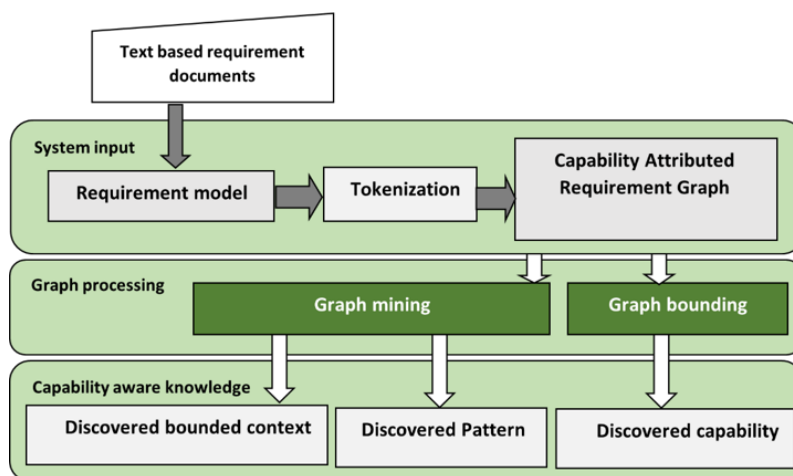 Text based requirement
documents
System input
Requirement model
Tokenization
Capability Attributed
Requirement Graph
Graph processing
Graph mining
Graph bounding
Capability aware knowledge
Discovered bounded context
Discovered Pattern
Discovered capability